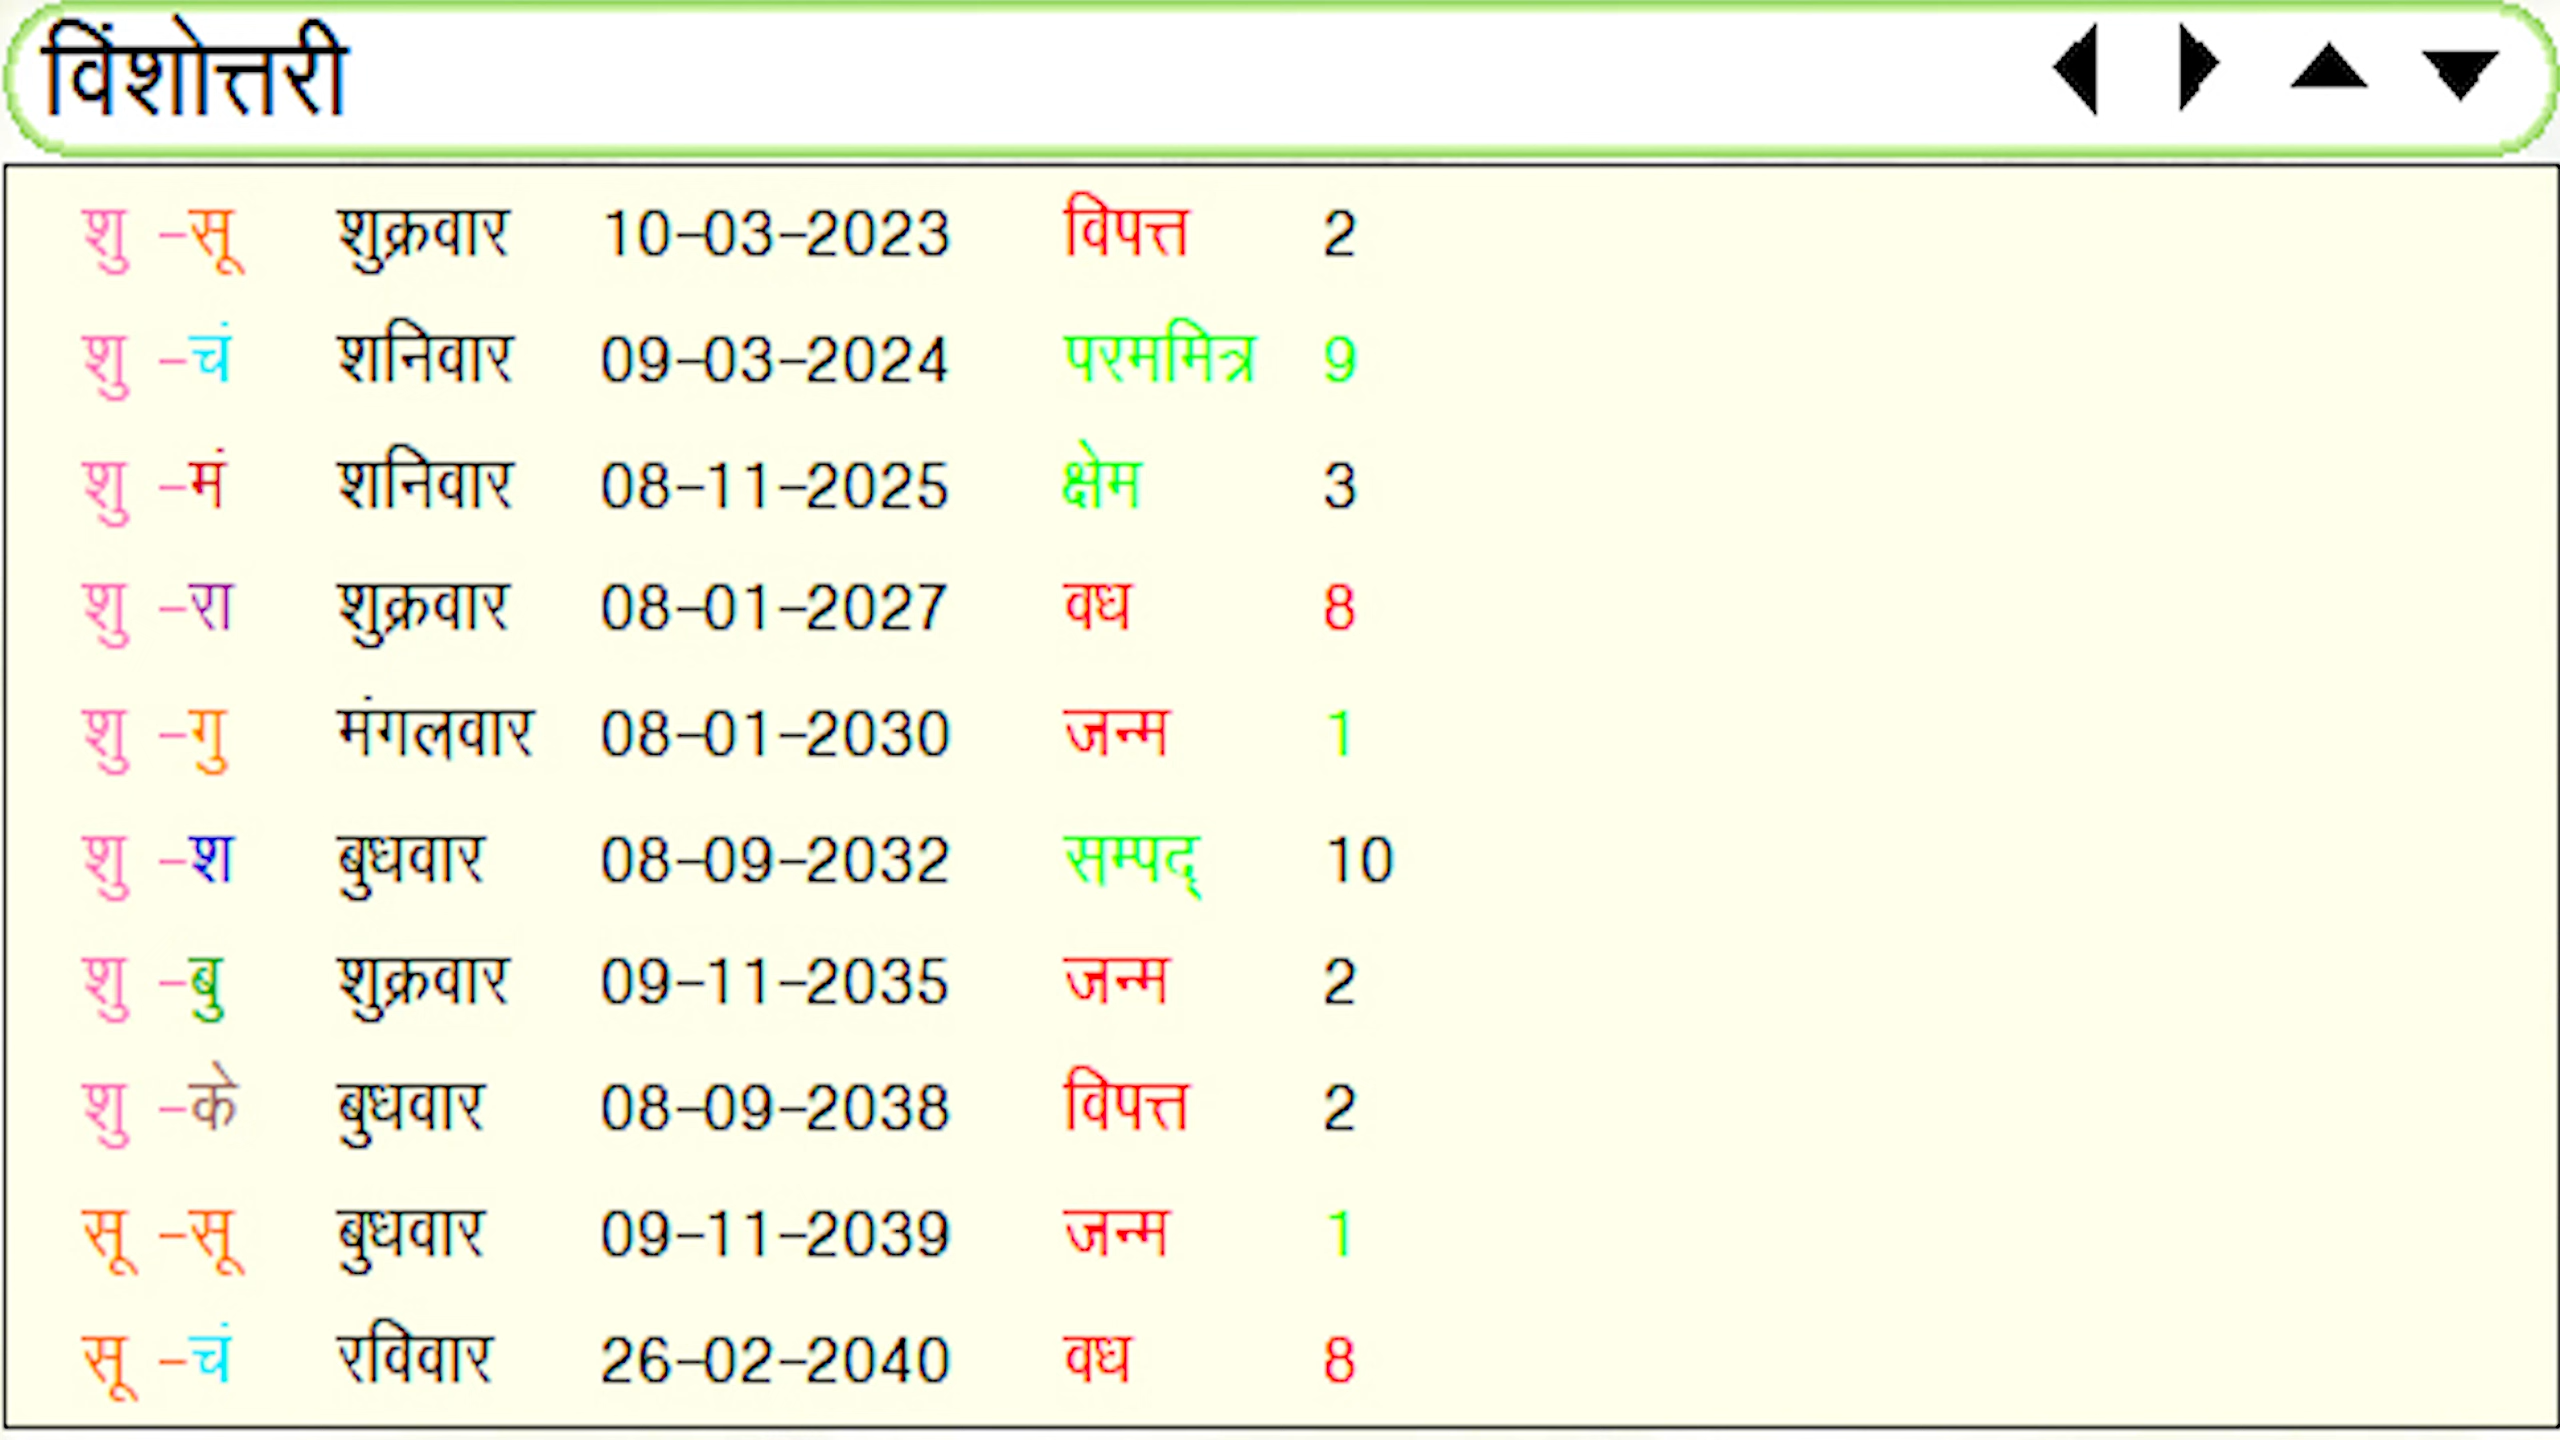 विंशोत्तरी
शु -सू शुक्रवार 10-03-2023 विपत्त 2
शु -चं शनिवार 09-03-2024 परममित्र 9
शु -मं शनिवार 08-11-2025 क्षेम 3
शु -रा शुक्रवार 08-01-2027 वध 8
शु -गु मंगलवार 08-01-2030 जन्म 1
शु -श बुधवार 08-09-2032 सम्पद् 10
शु -बु शुक्रवार 09-11-2035 जन्म 2
शु -के बुधवार 08-09-2038 विपत्त 2
सू -सू बुधवार 09-11-2039 जन्म 1
सू -चं रविवार 26-02-2040 वध 8